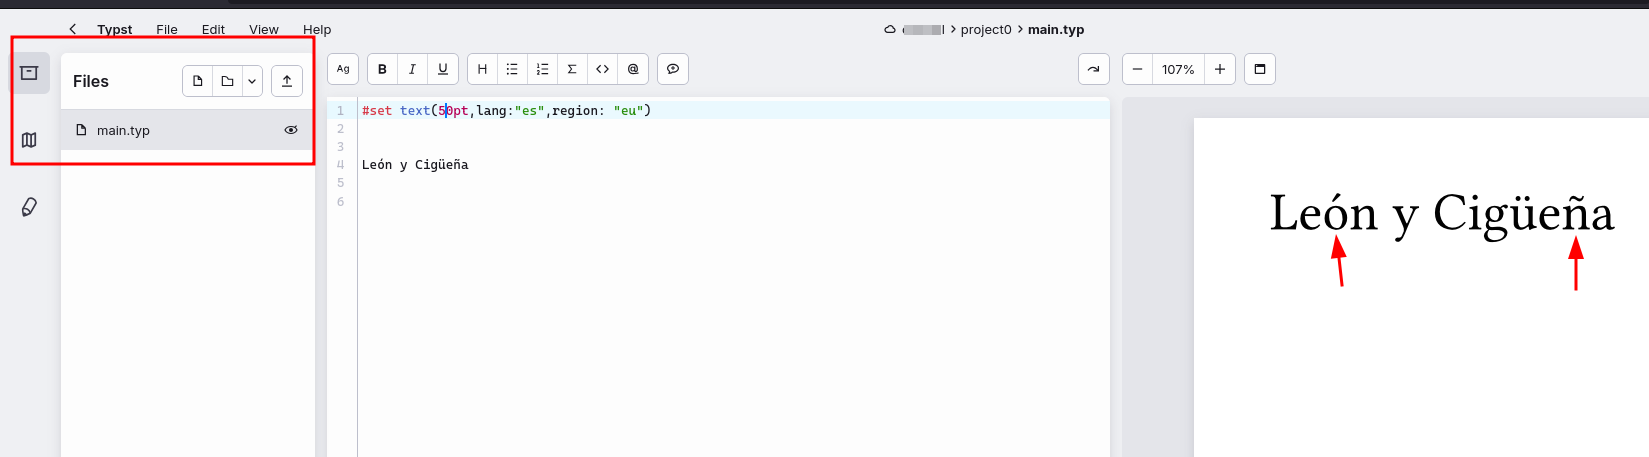 Typst File Edit View Help
project0 > main.typ
Files
Ag B I U H Σ <> @
107%
main.typ
1 #set text(50pt,lang:"es",region: "eu")
2
3
4 León y Cigüeña
5
6
León y Cigüeña